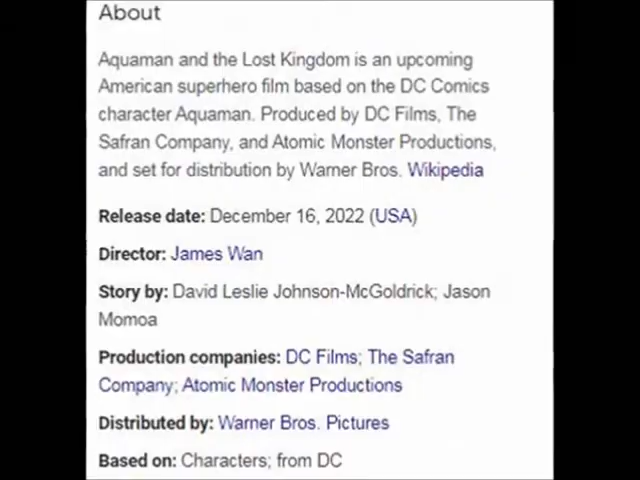 About
Aquaman and the Lost Kingdom is an upcoming
American superhero film based on the DC Comics
character Aquaman. Produced by DC Films, The
Safran Company, and Atomic Monster Productions,
and set for distribution by Warner Bros. Wikipedia
Release date: December 16, 2022 (USA)
Director: James Wan
Story by: David Leslie Johnson-McGoldrick; Jason
Momoa
Production companies: DC Films; The Safran
Company; Atomic Monster Productions
Distributed by: Warner Bros. Pictures
Based on: Characters; from DC